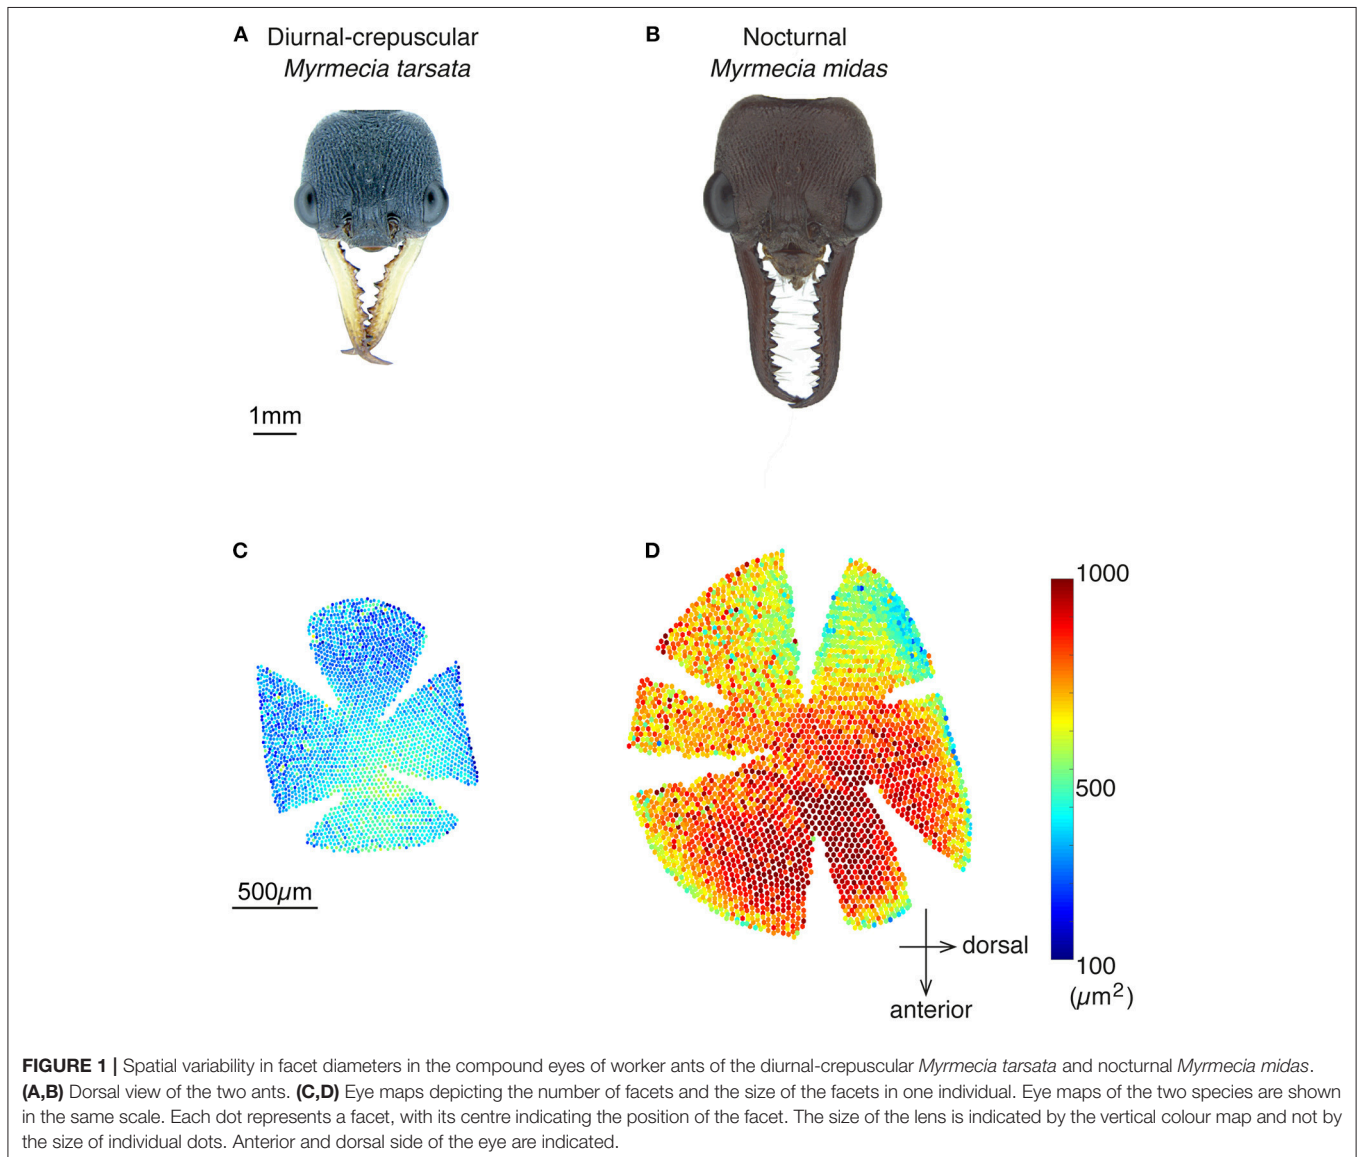 A Diurnal-crepuscular
Myrmecia tarsata
B Nocturnal
Myrmecia midas
1mm
C
D
1000
500
100
(µm²)
500µm
dorsal
anterior
FIGURE 1 | Spatial variability in facet diameters in the compound eyes of worker ants of the diurnal-crepuscular Myrmecia tarsata and nocturnal Myrmecia midas.
(A,B) Dorsal view of the two ants. (C,D) Eye maps depicting the number of facets and the size of the facets in one individual. Eye maps of the two species are shown
in the same scale. Each dot represents a facet, with its centre indicating the position of the facet. The size of the lens is indicated by the vertical colour map and not by
the size of individual dots. Anterior and dorsal side of the eye are indicated.